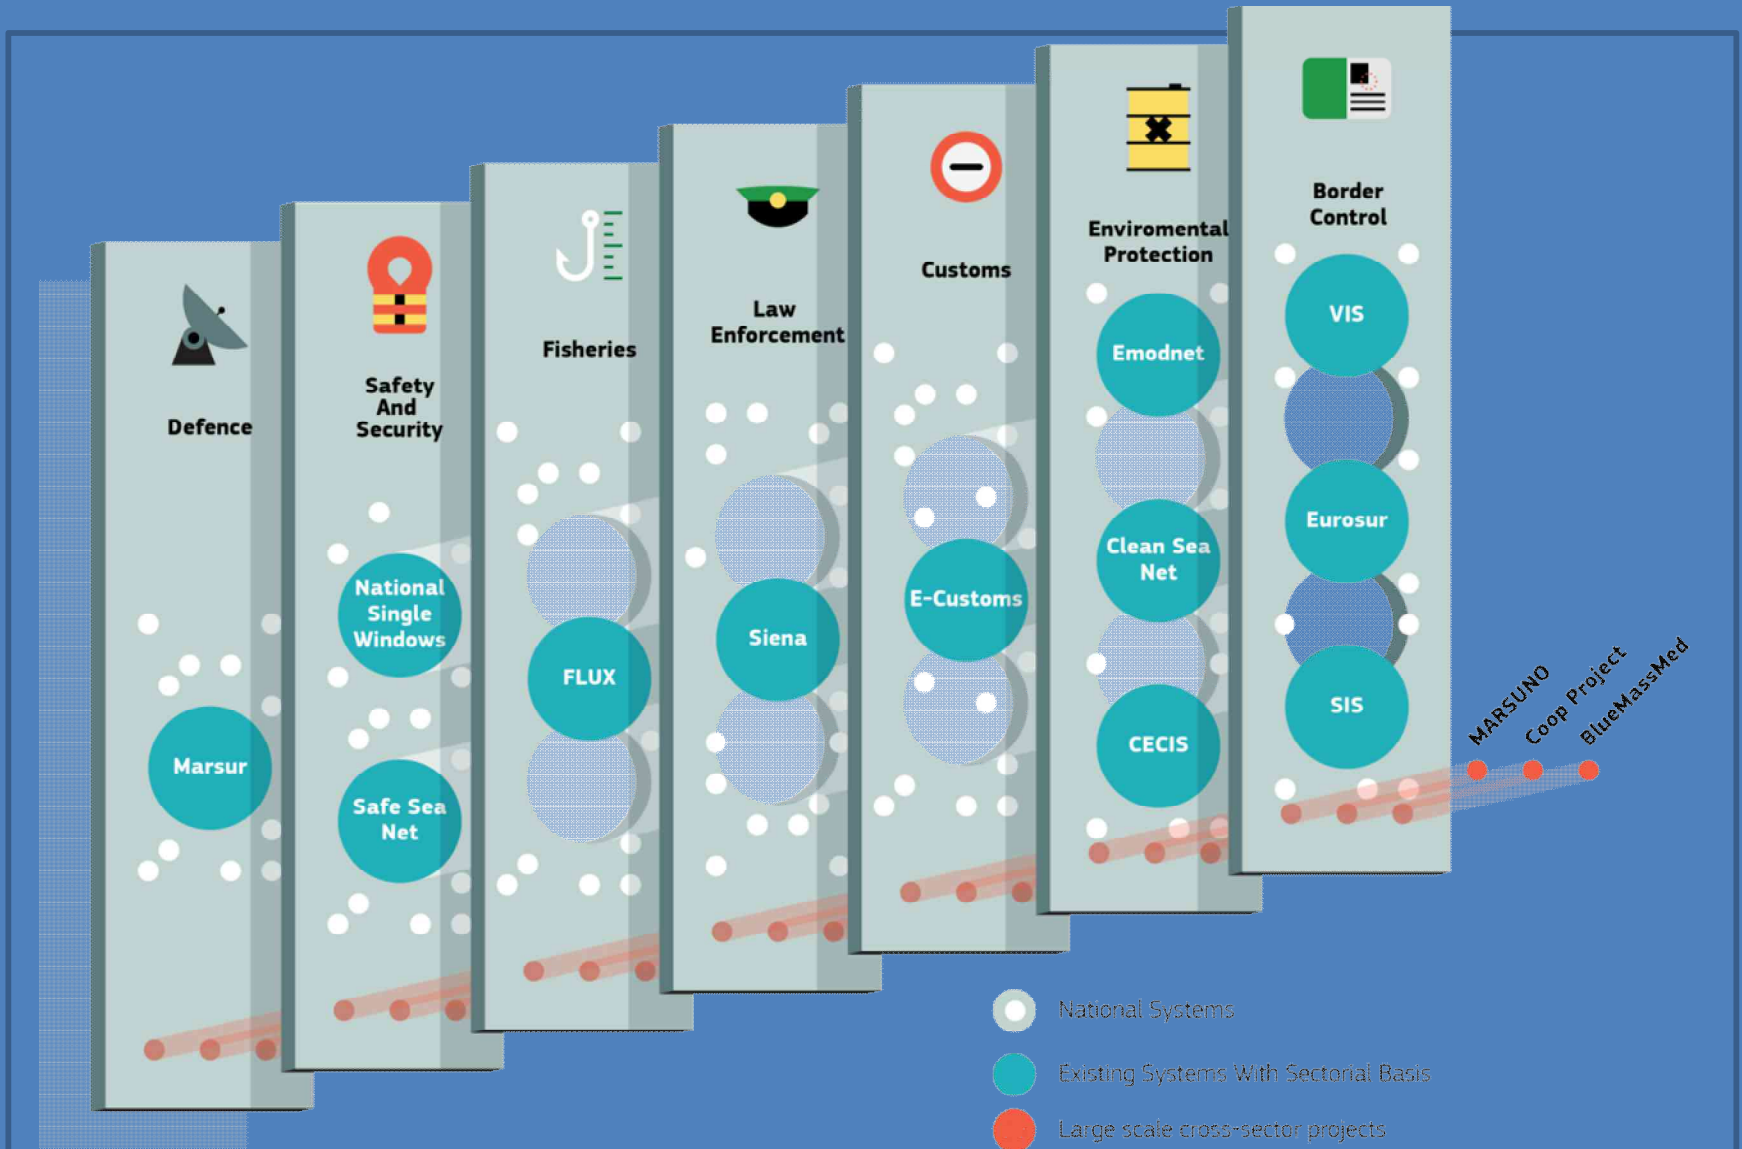 Defence
Marsur
Safety
And
Security
National
Single
Windows
Safe Sea
Net
Fisheries
FLUX
Law
Enforcement
Siena
Customs
E-Customs
Enviromental
Protection
Emodnet
Clean Sea
Net
CECIS
Border
Control
VIS
Eurosur
SIS
MARSUNO
Coop Project
BlueMassMed
National Systems
Existing Systems With Sectorial Basis
Large scale cross-sector projects